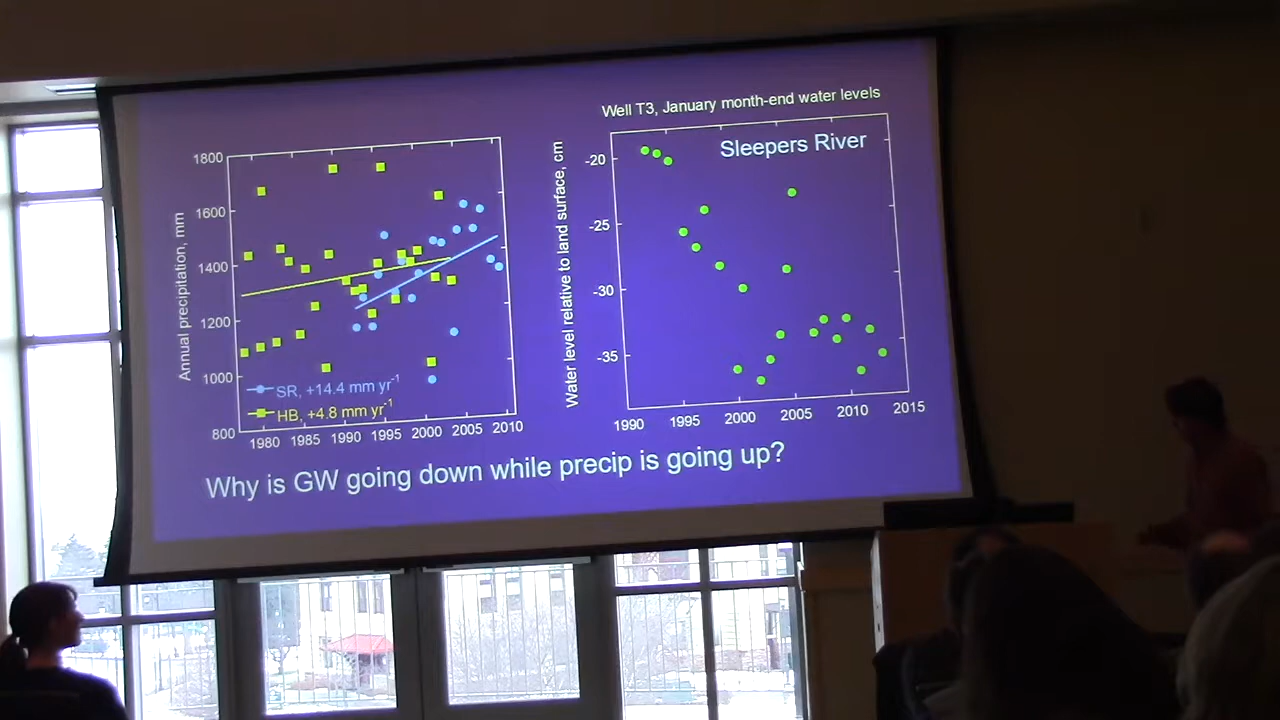 Well T3, January month-end water levels
Sleepers River
Annual precipitation, mm
1800
1600
1400
1200
1000
800
SR, +14.4 mm yr-1
HB, +4.8 mm yr-1
1980 1985 1990 1995 2000 2005 2010
Water level relative to land surface, cm
-20
-25
-30
-35
1990 1995 2000 2005 2010 2015
Why is GW going down while precip is going up?